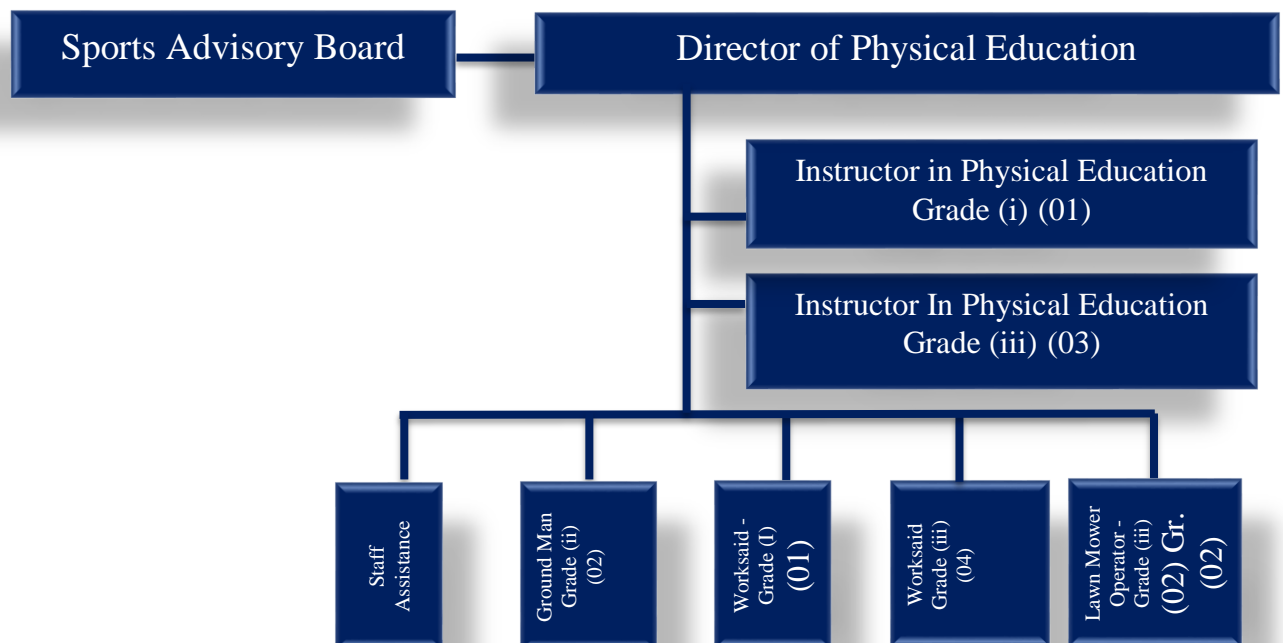 Sports Advisory Board
Director of Physical Education
Instructor in Physical Education
Grade (i) (01)
Instructor In Physical Education
Grade (iii) (03)
Staff
Assistance
Ground Man
Grade (ii)
(02)
Worksaid -
Grade (I)
(01)
Worksaid
Grade (iii)
(04)
Lawn Mower
Operator -
Grade (iii)
(02) Gr.
(02)